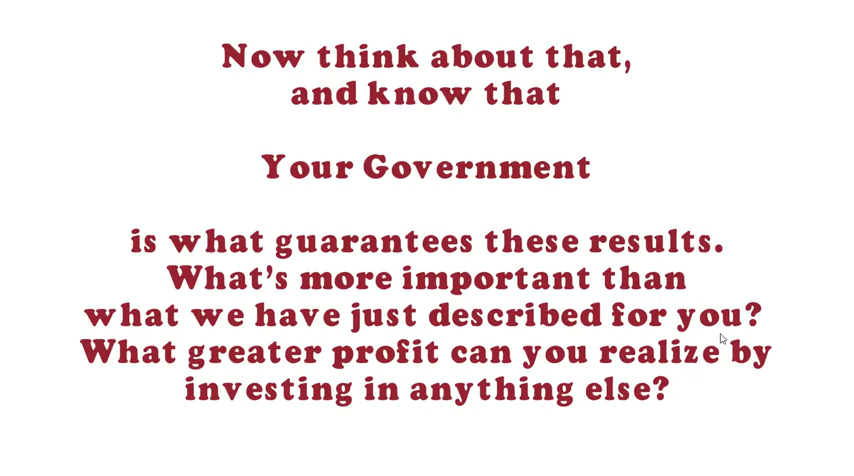 Now think about that,
and know that
Your Government
is what guarantees these results.
What's more important than
what we have just described for you?
What greater profit can you realize by
investing in anything else?